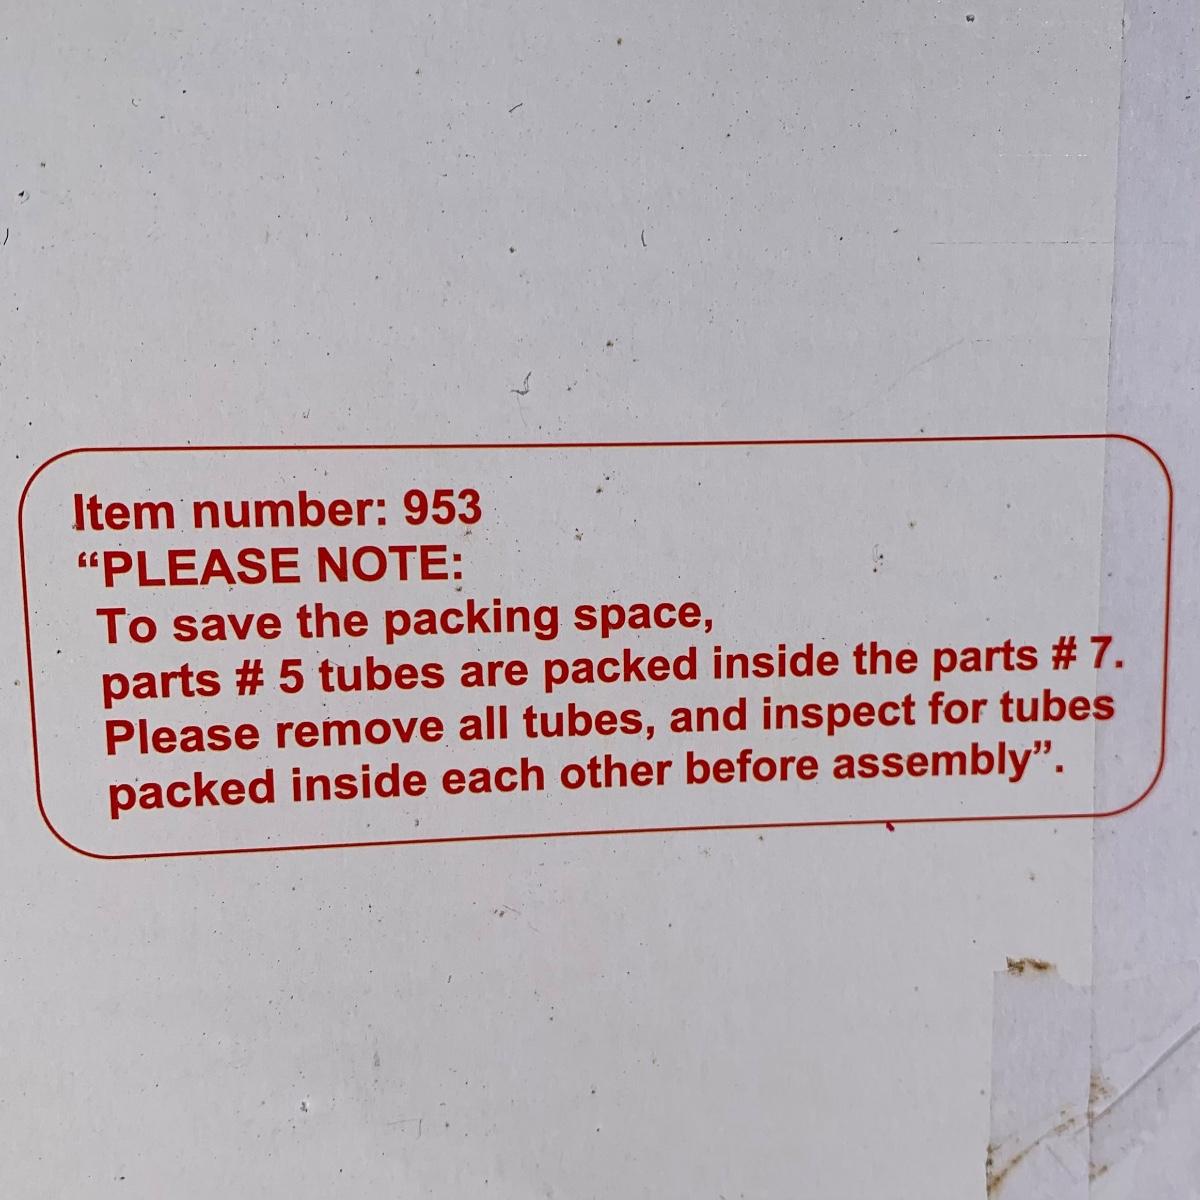 Item number: 953
“PLEASE NOTE:
To save the packing space,
parts # 5 tubes are packed inside the parts # 7.
Please remove all tubes, and inspect for tubes
packed inside each other before assembly”.